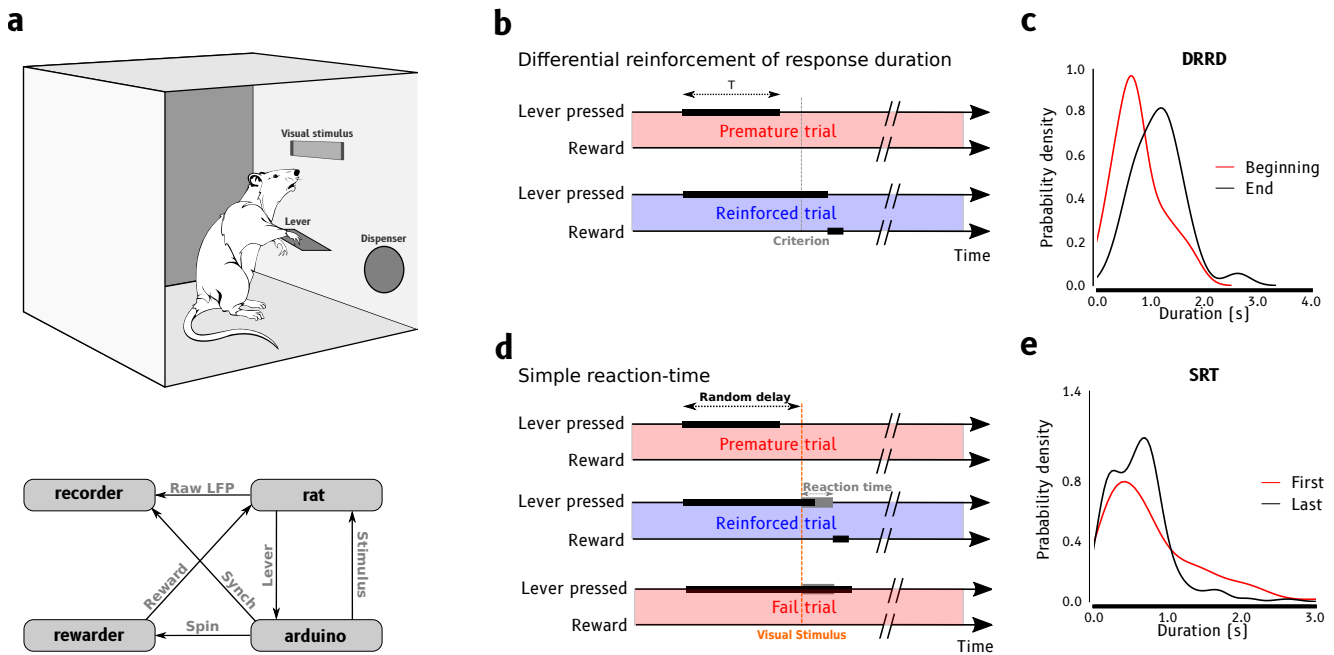 a
Visual stimulus
Lever
Dispenser
recorder
Raw LFP
rat
Reward
Synch
Lever
Stimulus
rewarder
Spin
arduino
b
Differential reinforcement of response duration
T
Lever pressed
Premature trial
Reward
Lever pressed
Reinforced trial
Reward
Criterion
Time
c
DRRD
Prabability density
1.0
0.8
0.6
0.4
0.2
0.0
Beginning
End
0.0 1.0 2.0 3.0 4.0
Duration [s]
d
Simple reaction-time
Random delay
Lever pressed
Premature trial
Reward
Reaction time
Lever pressed
Reinforced trial
Reward
Lever pressed
Fail trial
Reward
Visual Stimulus
Time
e
SRT
Prabability density
1.4
0.8
0.4
0.0
First
Last
0.0 1.0 2.0 3.0
Duration [s]